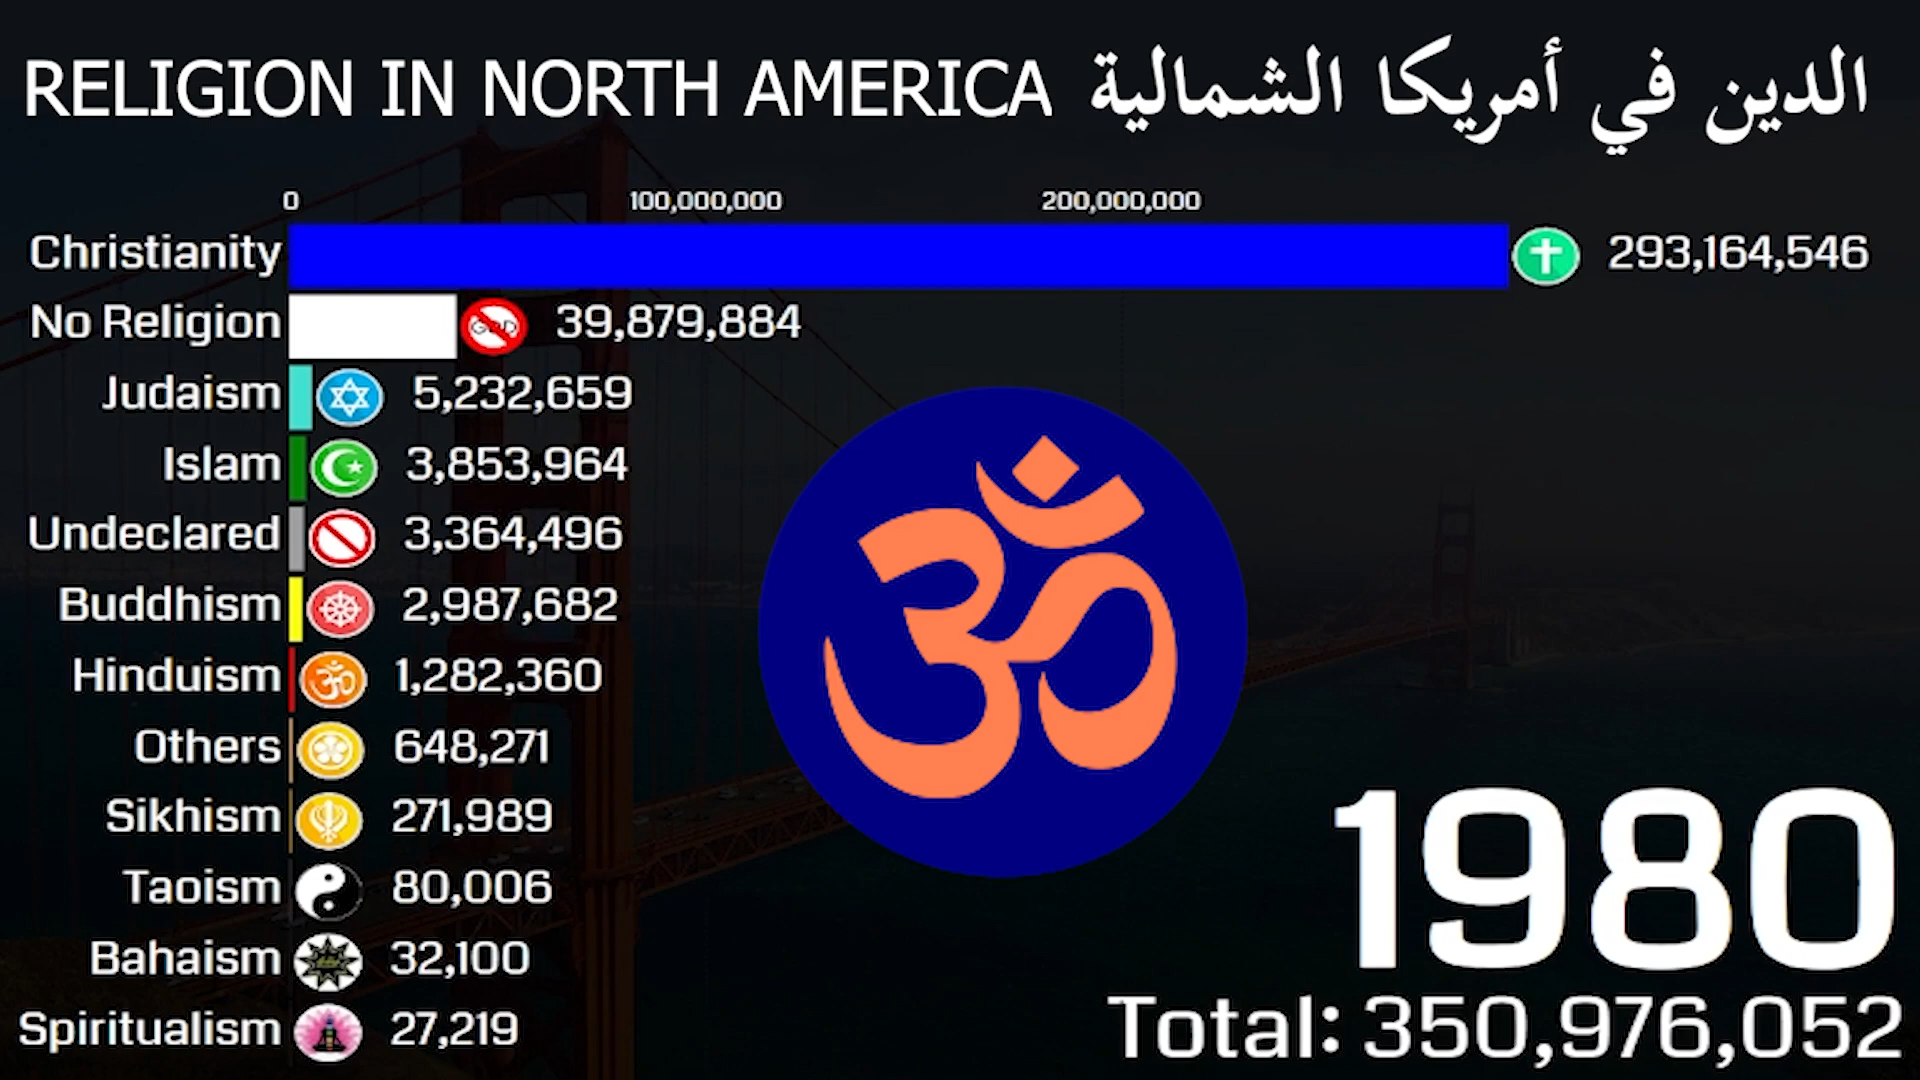 RELIGION IN NORTH AMERICA الدين في أمريكا الشمالية
0 100,000,000 200,000,000
Christianity 293,164,546
No Religion GOD 39,879,884
Judaism 5,232,659
Islam 3,853,964
Undeclared 3,364,496
Buddhism 2,987,682
Hinduism ॐ 1,282,360
Others 648,271
Sikhism 271,989
Taoism 80,006
Bahaism 32,100
Spiritualism 27,219
ॐ
1980
Total: 350,976,052